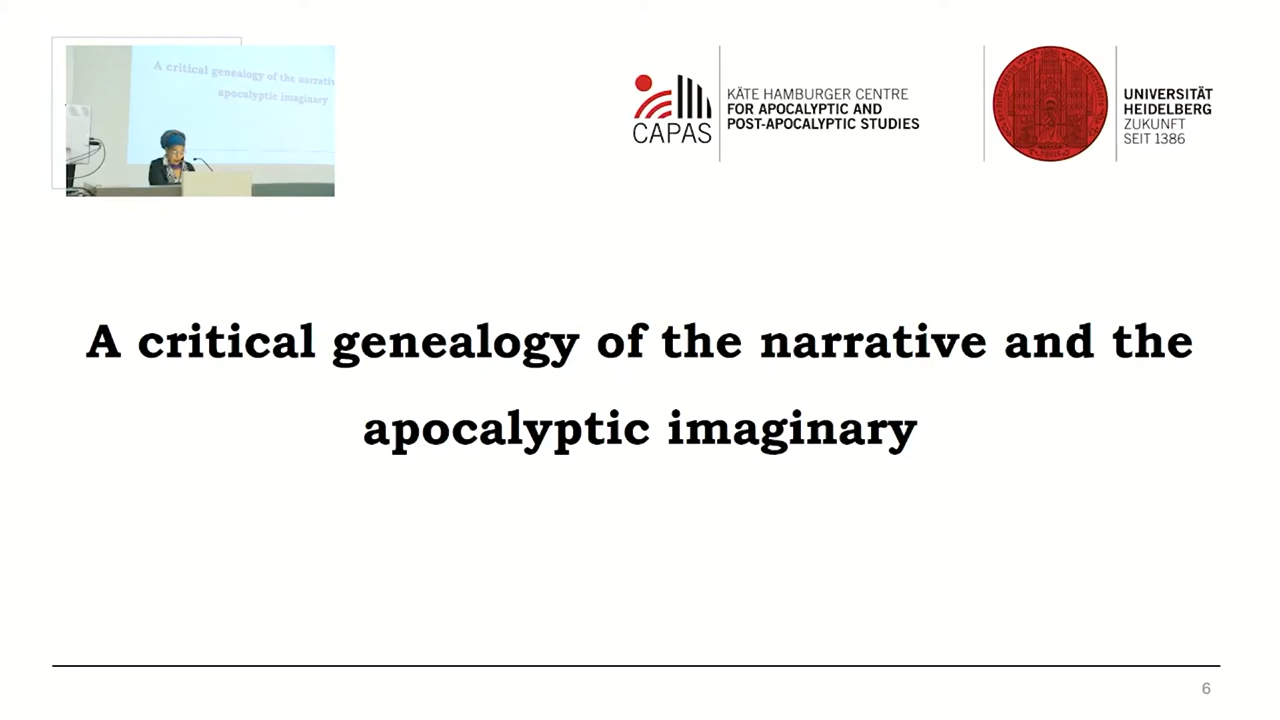 A critical genealogy of the narrativ
apocalyptic imaginary
CAPAS
KÄTE HAMBURGER CENTRE
FOR APOCALYPTIC AND
POST-APOCALYPTIC STUDIES
UNIVERSITÄT
HEIDELBERG
ZUKUNFT
SEIT 1386
A critical genealogy of the narrative and the
apocalyptic imaginary
6